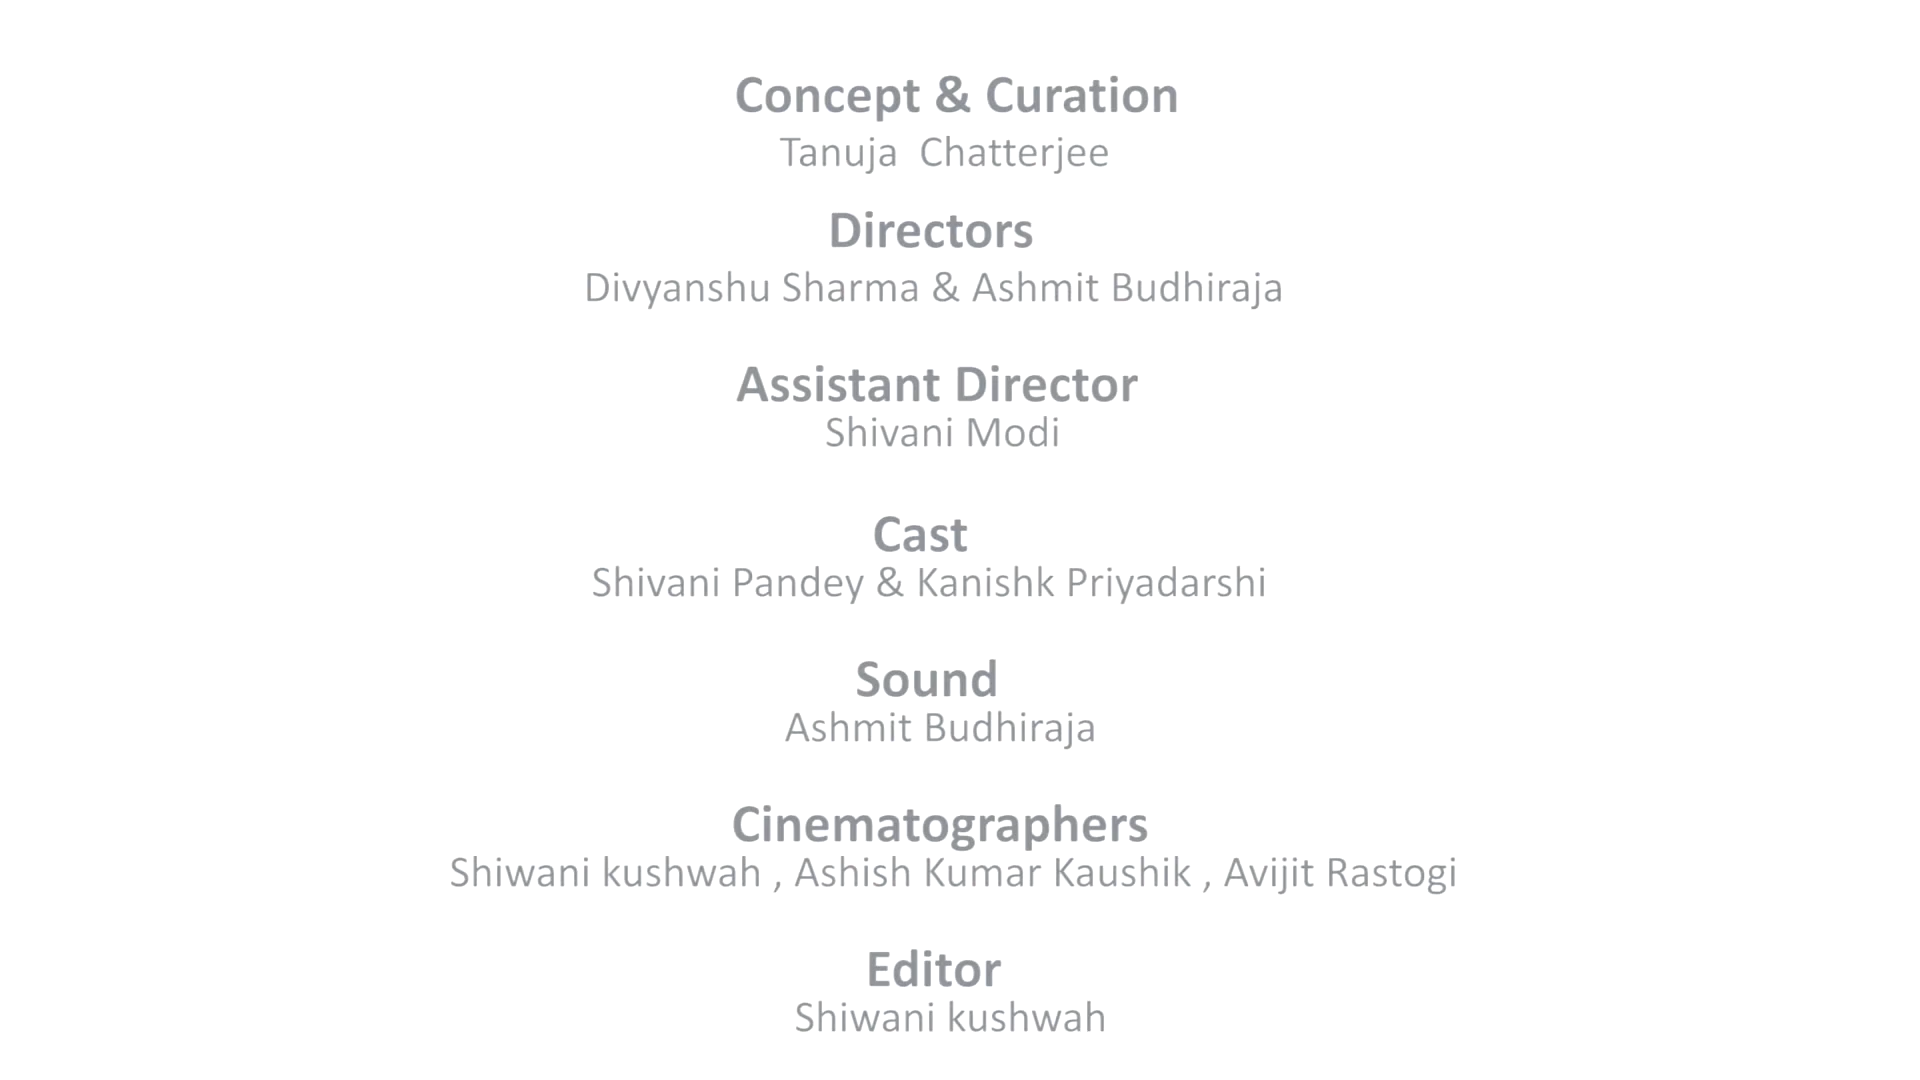 Concept & Curation
Tanuja  Chatterjee
Directors
Divyanshu Sharma & Ashmit Budhiraja
Assistant Director
Shivani Modi
Cast
Shivani Pandey & Kanishk Priyadarshi
Sound
Ashmit Budhiraja
Cinematographers
Shiwani kushwah , Ashish Kumar Kaushik , Avijit Rastogi
Editor
Shiwani kushwah